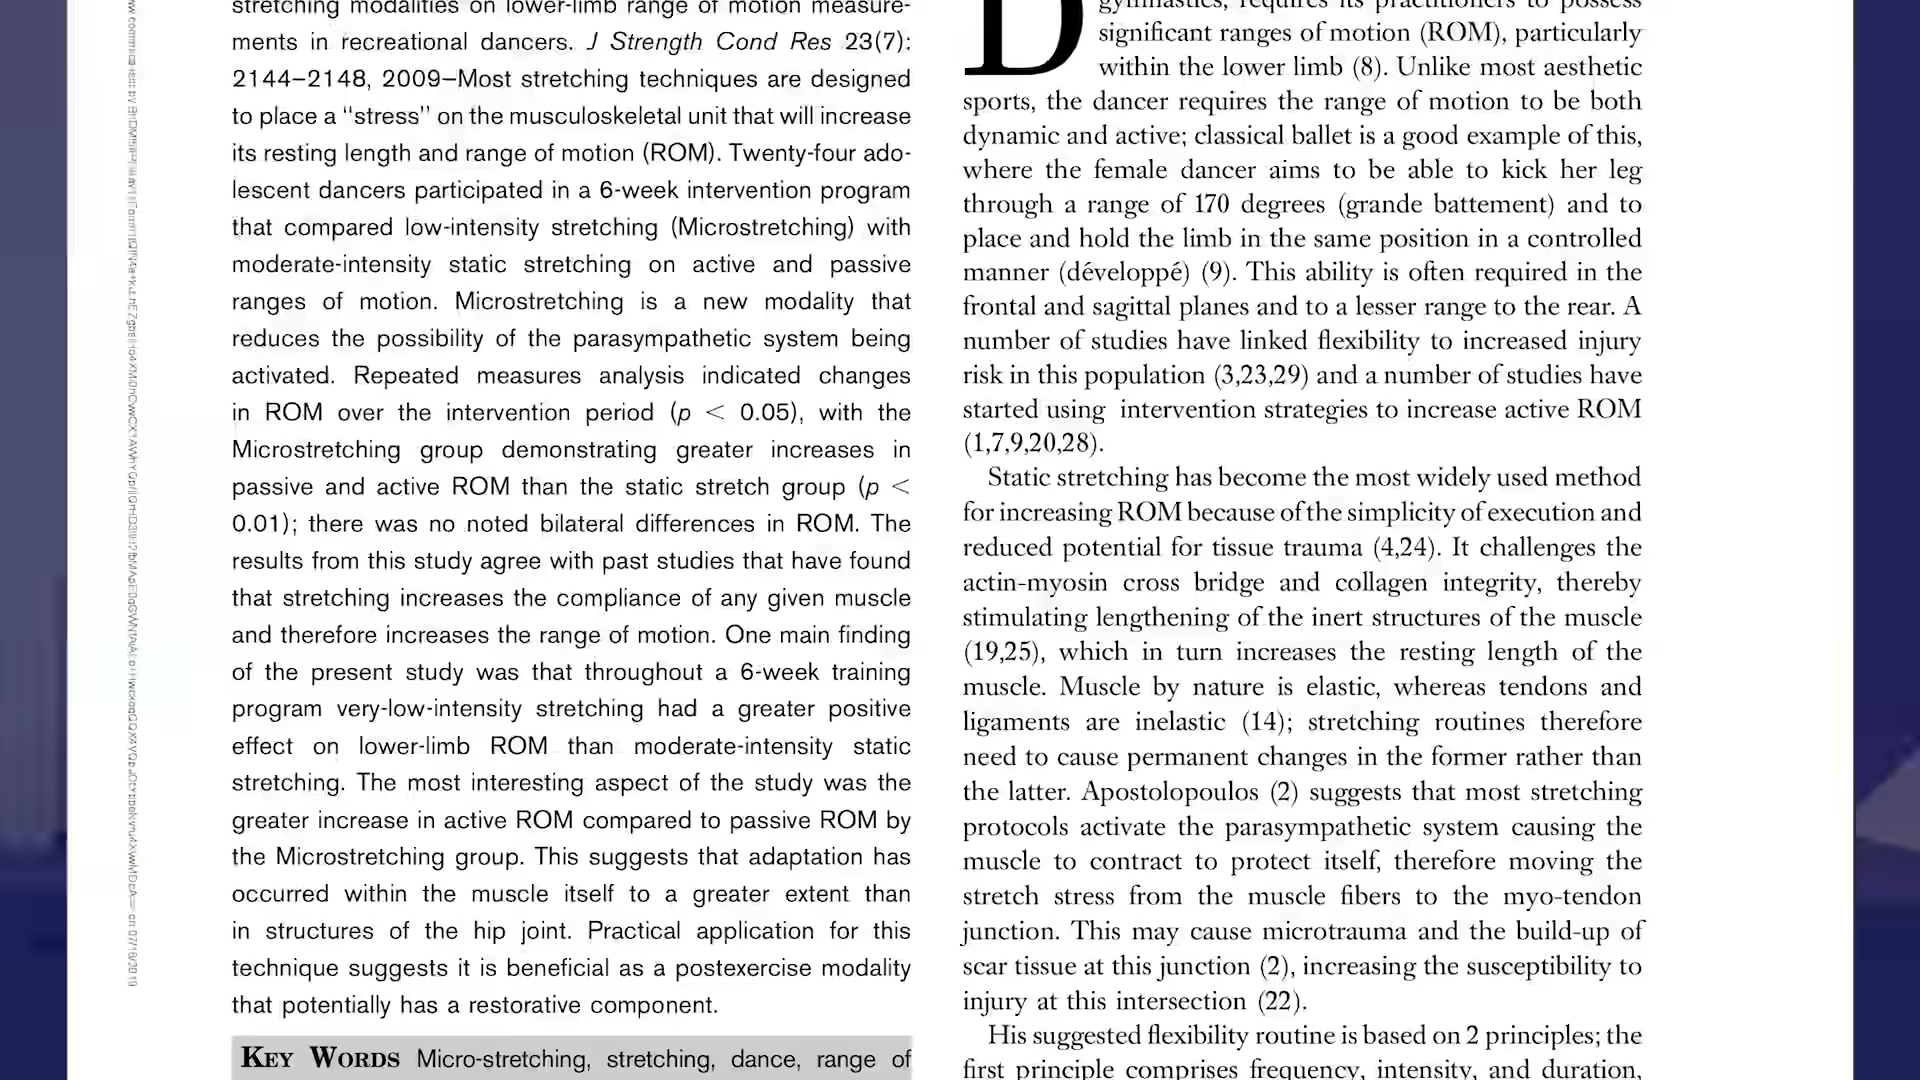 stretching modalities on lower-limb range of motion measure-
ments in recreational dancers. J Strength Cond Res 23(7):
2144–2148, 2009—Most stretching techniques are designed
to place a “stress” on the musculoskeletal unit that will increase
its resting length and range of motion (ROM). Twenty-four ado-
lescent dancers participated in a 6-week intervention program
that compared low-intensity stretching (Microstretching) with
moderate-intensity static stretching on active and passive
ranges of motion. Microstretching is a new modality that
reduces the possibility of the parasympathetic system being
activated. Repeated measures analysis indicated changes
in ROM over the intervention period (p < 0.05), with the
Microstretching group demonstrating greater increases in
passive and active ROM than the static stretch group (p <
0.01); there was no noted bilateral differences in ROM. The
results from this study agree with past studies that have found
that stretching increases the compliance of any given muscle
and therefore increases the range of motion. One main finding
of the present study was that throughout a 6-week training
program very-low-intensity stretching had a greater positive
effect on lower-limb ROM than moderate-intensity static
stretching. The most interesting aspect of the study was the
greater increase in active ROM compared to passive ROM by
the Microstretching group. This suggests that adaptation has
occurred within the muscle itself to a greater extent than
in structures of the hip joint. Practical application for this
technique suggests it is beneficial as a postexercise modality
that potentially has a restorative component.
KEY WORDS Micro-stretching, stretching, dance, range of
D
gymnastics, requires its practitioners to possess
significant ranges of motion (ROM), particularly
within the lower limb (8). Unlike most aesthetic
sports, the dancer requires the range of motion to be both
dynamic and active; classical ballet is a good example of this,
where the female dancer aims to be able to kick her leg
through a range of 170 degrees (grande battement) and to
place and hold the limb in the same position in a controlled
manner (développé) (9). This ability is often required in the
frontal and sagittal planes and to a lesser range to the rear. A
number of studies have linked flexibility to increased injury
risk in this population (3,23,29) and a number of studies have
started using intervention strategies to increase active ROM
(1,7,9,20,28).
Static stretching has become the most widely used method
for increasing ROM because of the simplicity of execution and
reduced potential for tissue trauma (4,24). It challenges the
actin-myosin cross bridge and collagen integrity, thereby
stimulating lengthening of the inert structures of the muscle
(19,25), which in turn increases the resting length of the
muscle. Muscle by nature is elastic, whereas tendons and
ligaments are inelastic (14); stretching routines therefore
need to cause permanent changes in the former rather than
the latter. Apostolopoulos (2) suggests that most stretching
protocols activate the parasympathetic system causing the
muscle to contract to protect itself, therefore moving the
stretch stress from the muscle fibers to the myo-tendon
junction. This may cause microtrauma and the build-up of
scar tissue at this junction (2), increasing the susceptibility to
injury at this intersection (22).
His suggested flexibility routine is based on 2 principles; the
first principle comprises frequency, intensity, and duration,